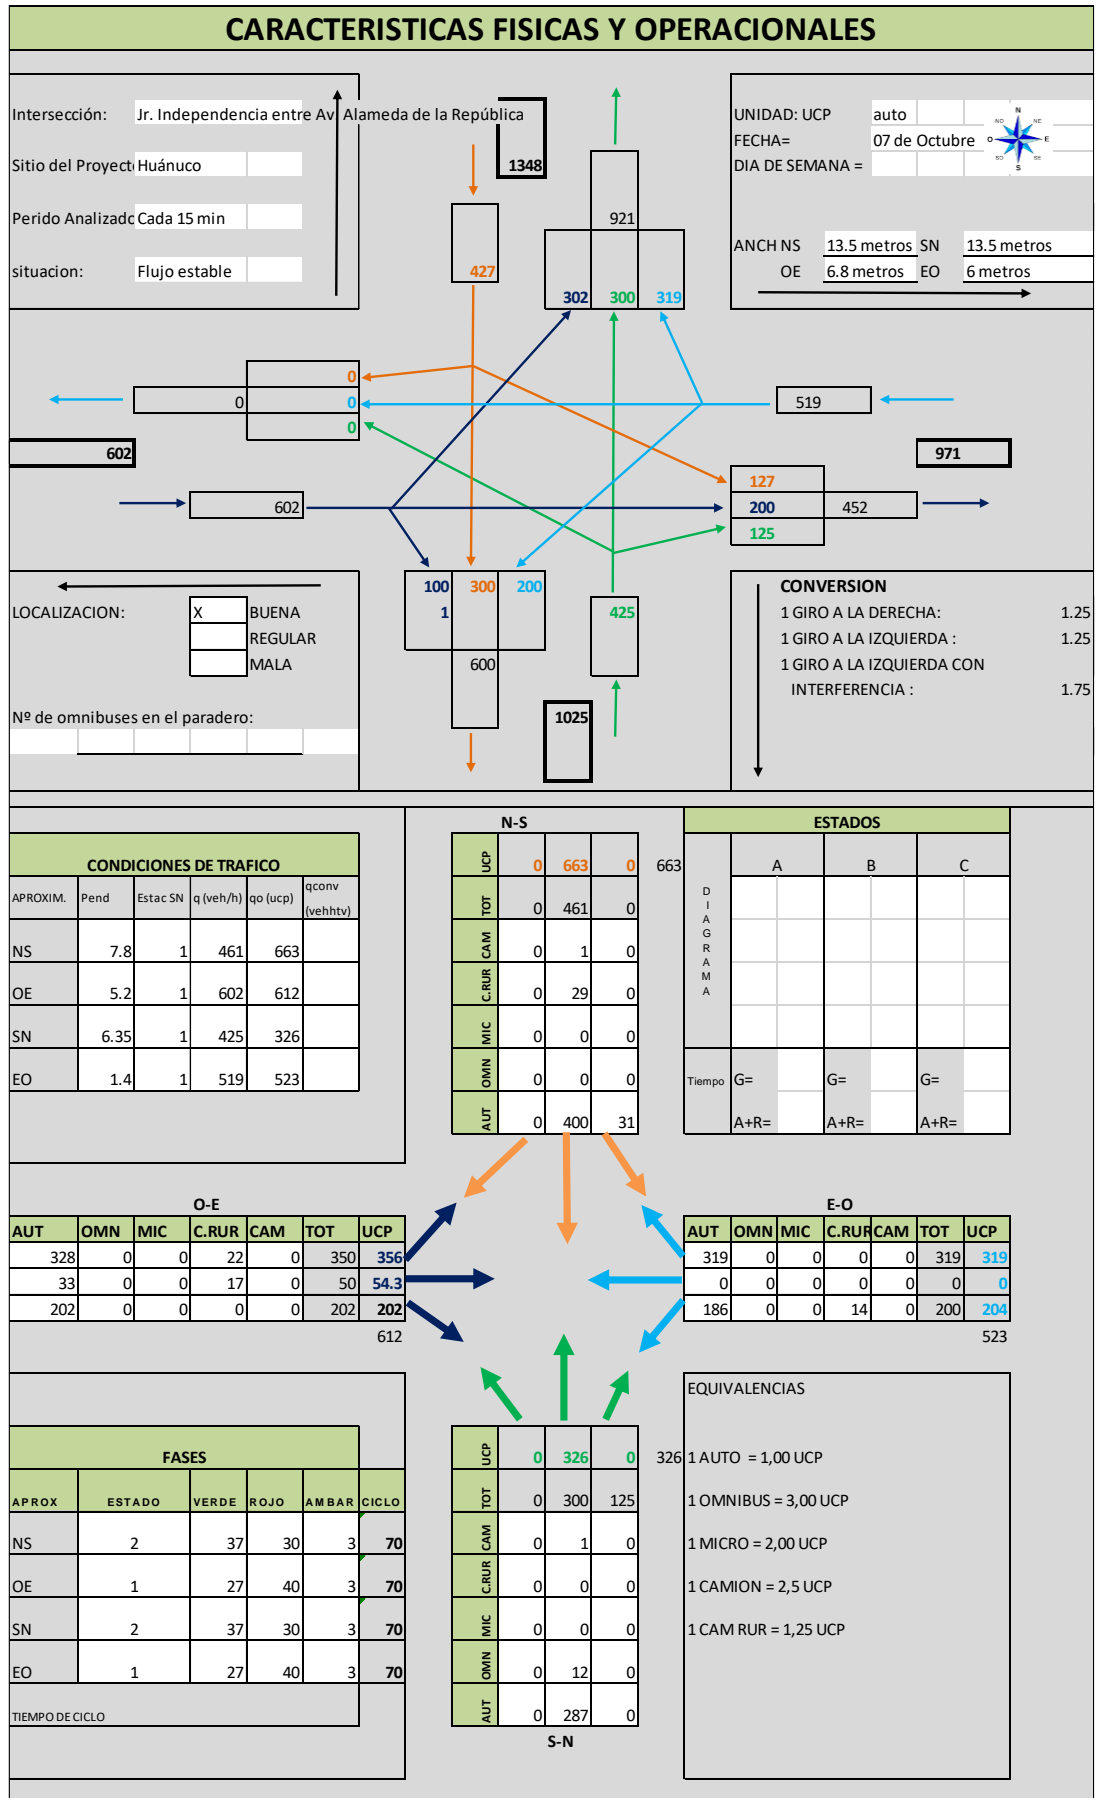 CARACTERISTICAS FISICAS Y OPERACIONALES
Intersección: Jr. Independencia entre Av. Alameda de la República
Sitio del Proyecto Huánuco
Perido Analizado Cada 15 min
situacion: Flujo estable
UNIDAD: UCP auto
FECHA= 07 de Octubre
DIA DE SEMANA =
N
NO NE
O E
SO SE
S
ANCH NS 13.5 metros SN 13.5 metros
OE 6.8 metros EO 6 metros
1348
921
427
302 300 319
0
0 0
0
519
602
971
602
127
200 452
125
100 300 200
1
425
600
1025
LOCALIZACION: X BUENA
REGULAR
MALA
Nº de omnibuses en el paradero:
CONVERSION
1 GIRO A LA DERECHA: 1.25
1 GIRO A LA IZQUIERDA : 1.25
1 GIRO A LA IZQUIERDA CON
INTERFERENCIA : 1.75
CONDICIONES DE TRAFICO
APROXIM. Pend Estac SN q (veh/h) qo (ucp) qconv (vehhtv)
NS 7.8 1 461 663
OE 5.2 1 602 612
SN 6.35 1 425 326
EO 1.4 1 519 523
N-S
UCP 0 663 0 663
TOT 0 461 0
CAM 0 1 0
C.RUR 0 29 0
MIC 0 0 0
OMN 0 0 0
AUT 0 400 31
ESTADOS
DIAGRAMA A B C
Tiempo G= G= G=
A+R= A+R= A+R=
O-E
AUT OMN MIC C.RUR CAM TOT UCP
328 0 0 22 0 350 356
33 0 0 17 0 50 54.3
202 0 0 0 0 202 202
612
E-O
AUT OMN MIC C.RUR CAM TOT UCP
319 0 0 0 0 319 319
0 0 0 0 0 0 0
186 0 0 14 0 200 204
523
FASES
APROX ESTADO VERDE ROJO AMBAR CICLO
NS 2 37 30 3 70
OE 1 27 40 3 70
SN 2 37 30 3 70
EO 1 27 40 3 70
TIEMPO DE CICLO
UCP 0 326 0 326
TOT 0 300 125
CAM 0 1 0
C.RUR 0 0 0
MIC 0 0 0
OMN 0 12 0
AUT 0 287 0
S-N
EQUIVALENCIAS
1 AUTO = 1,00 UCP
1 OMNIBUS = 3,00 UCP
1 MICRO = 2,00 UCP
1 CAMION = 2,5 UCP
1 CAM RUR = 1,25 UCP